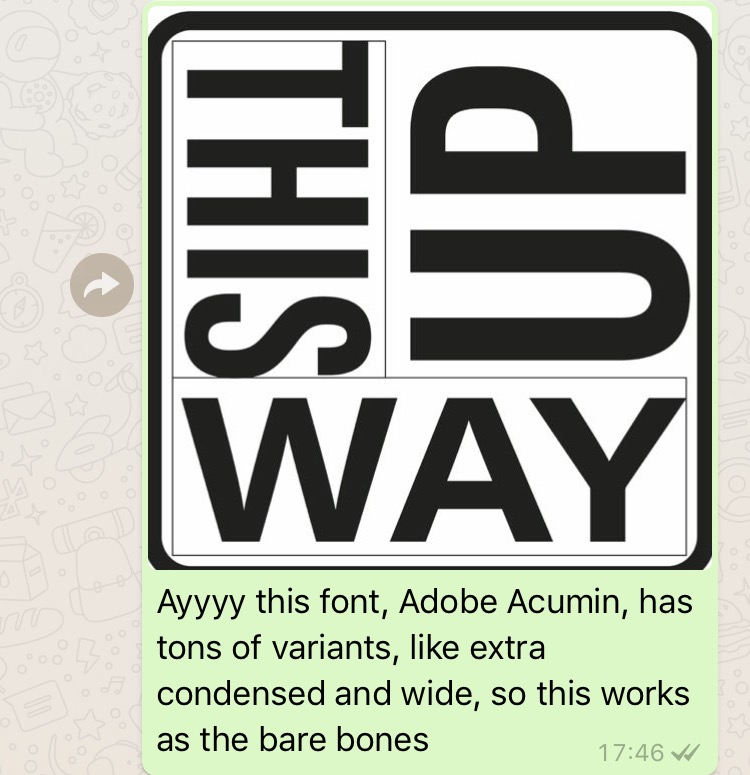 THIS
UP
WAY
Ayyyy this font, Adobe Acumin, has
tons of variants, like extra
condensed and wide, so this works
as the bare bones
17:46